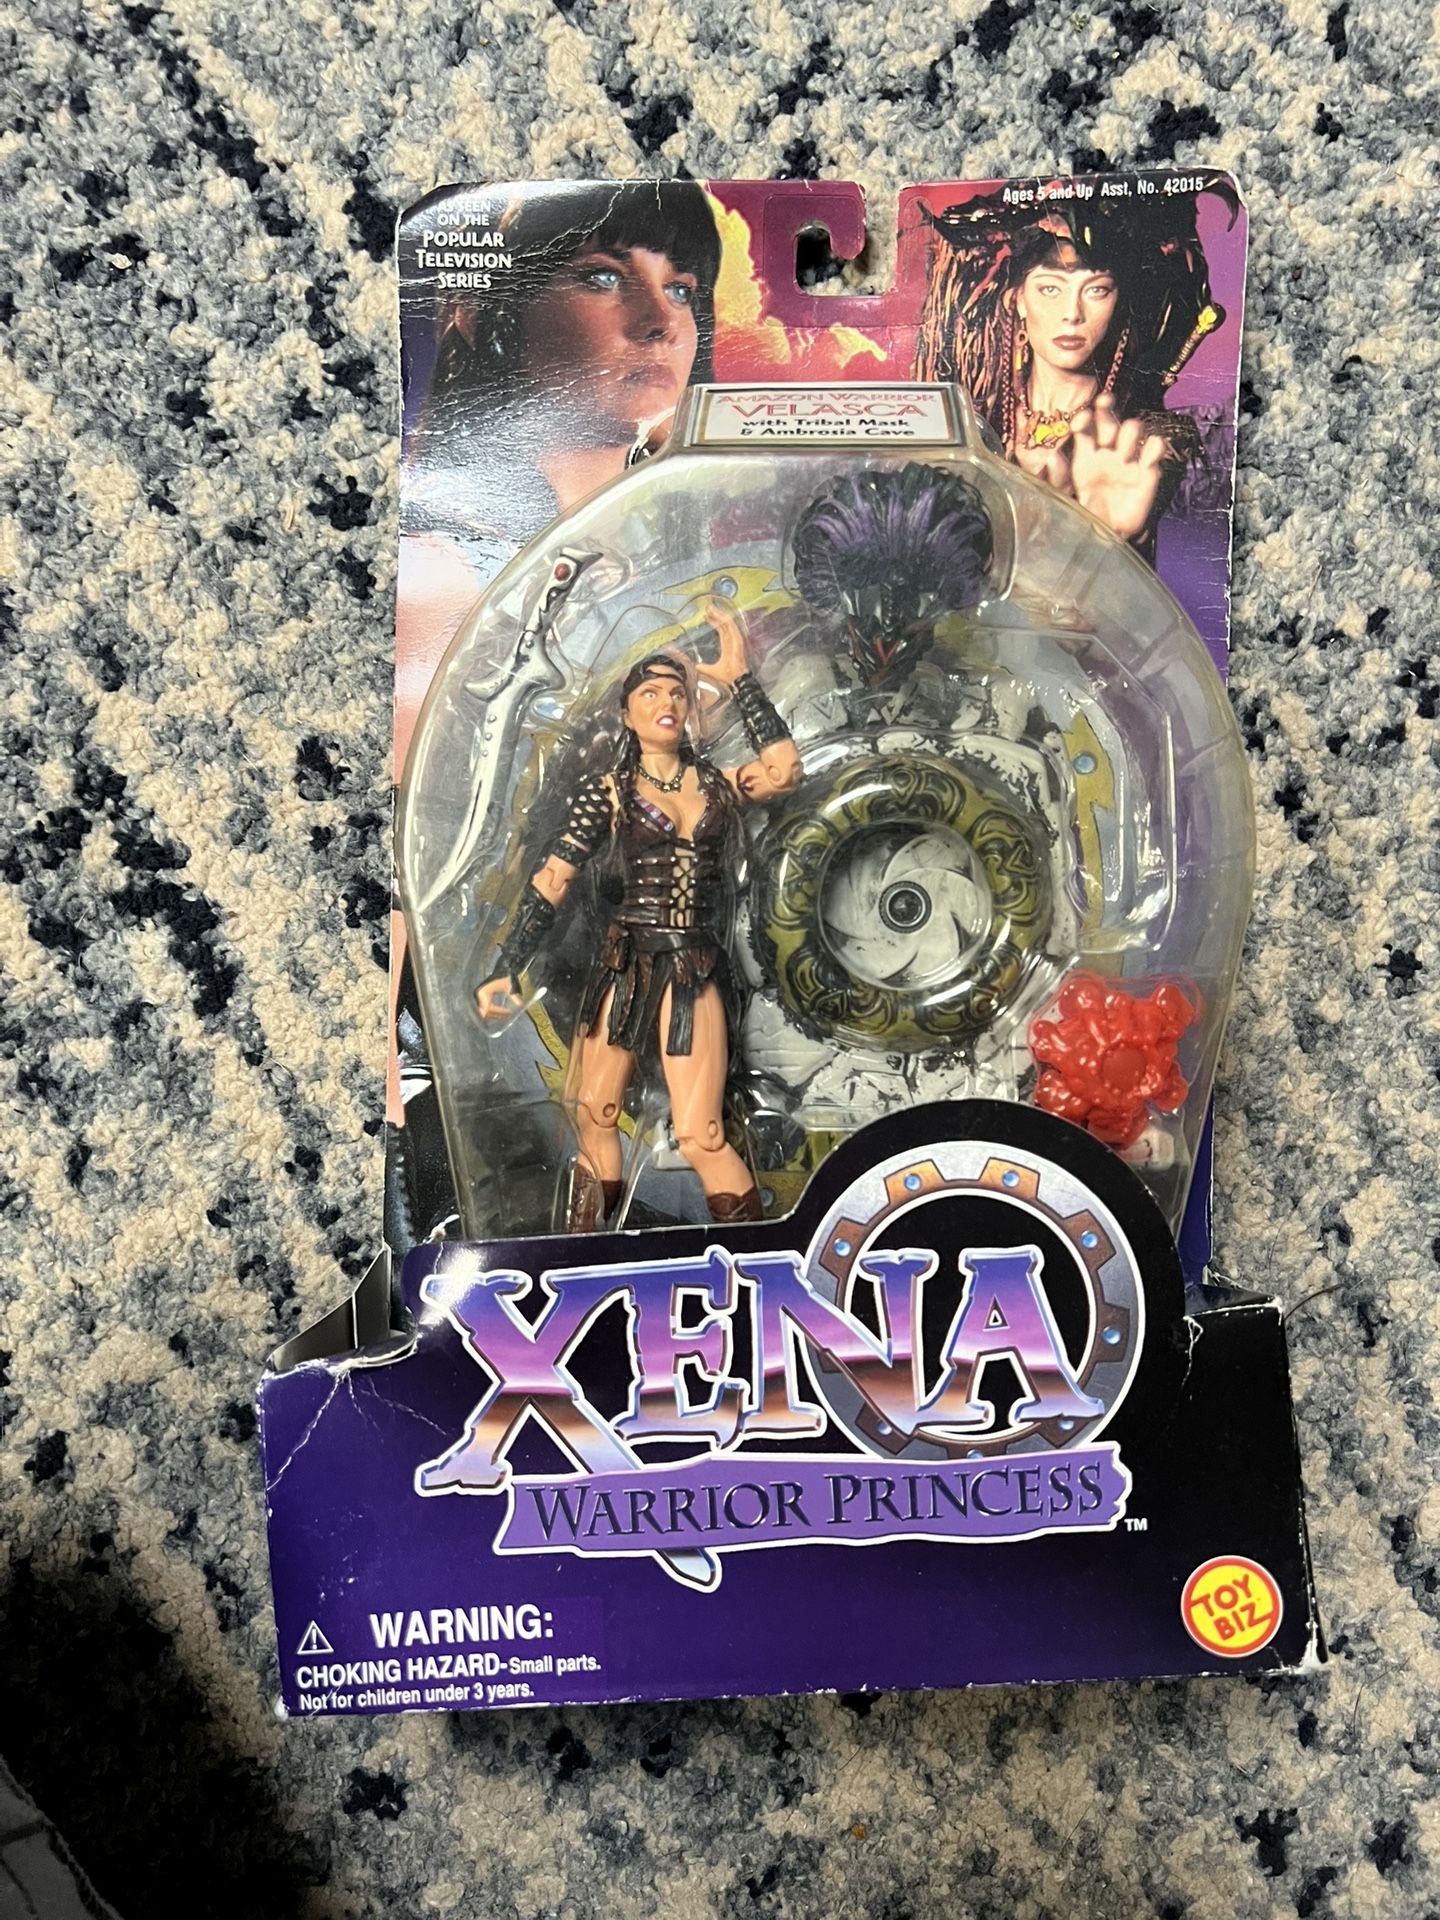 AS SEEN
ON THE
POPULAR
TELEVISION
SERIES
Ages 5 and Up Asst. No. 42015
AMAZON WARRIOR
VELASCA
with Tribal Mask
& Ambrosia Cave
XENA
WARRIOR PRINCESS
TM
TOY
BIZ
WARNING:
CHOKING HAZARD-Small parts.
Not for children under 3 years.